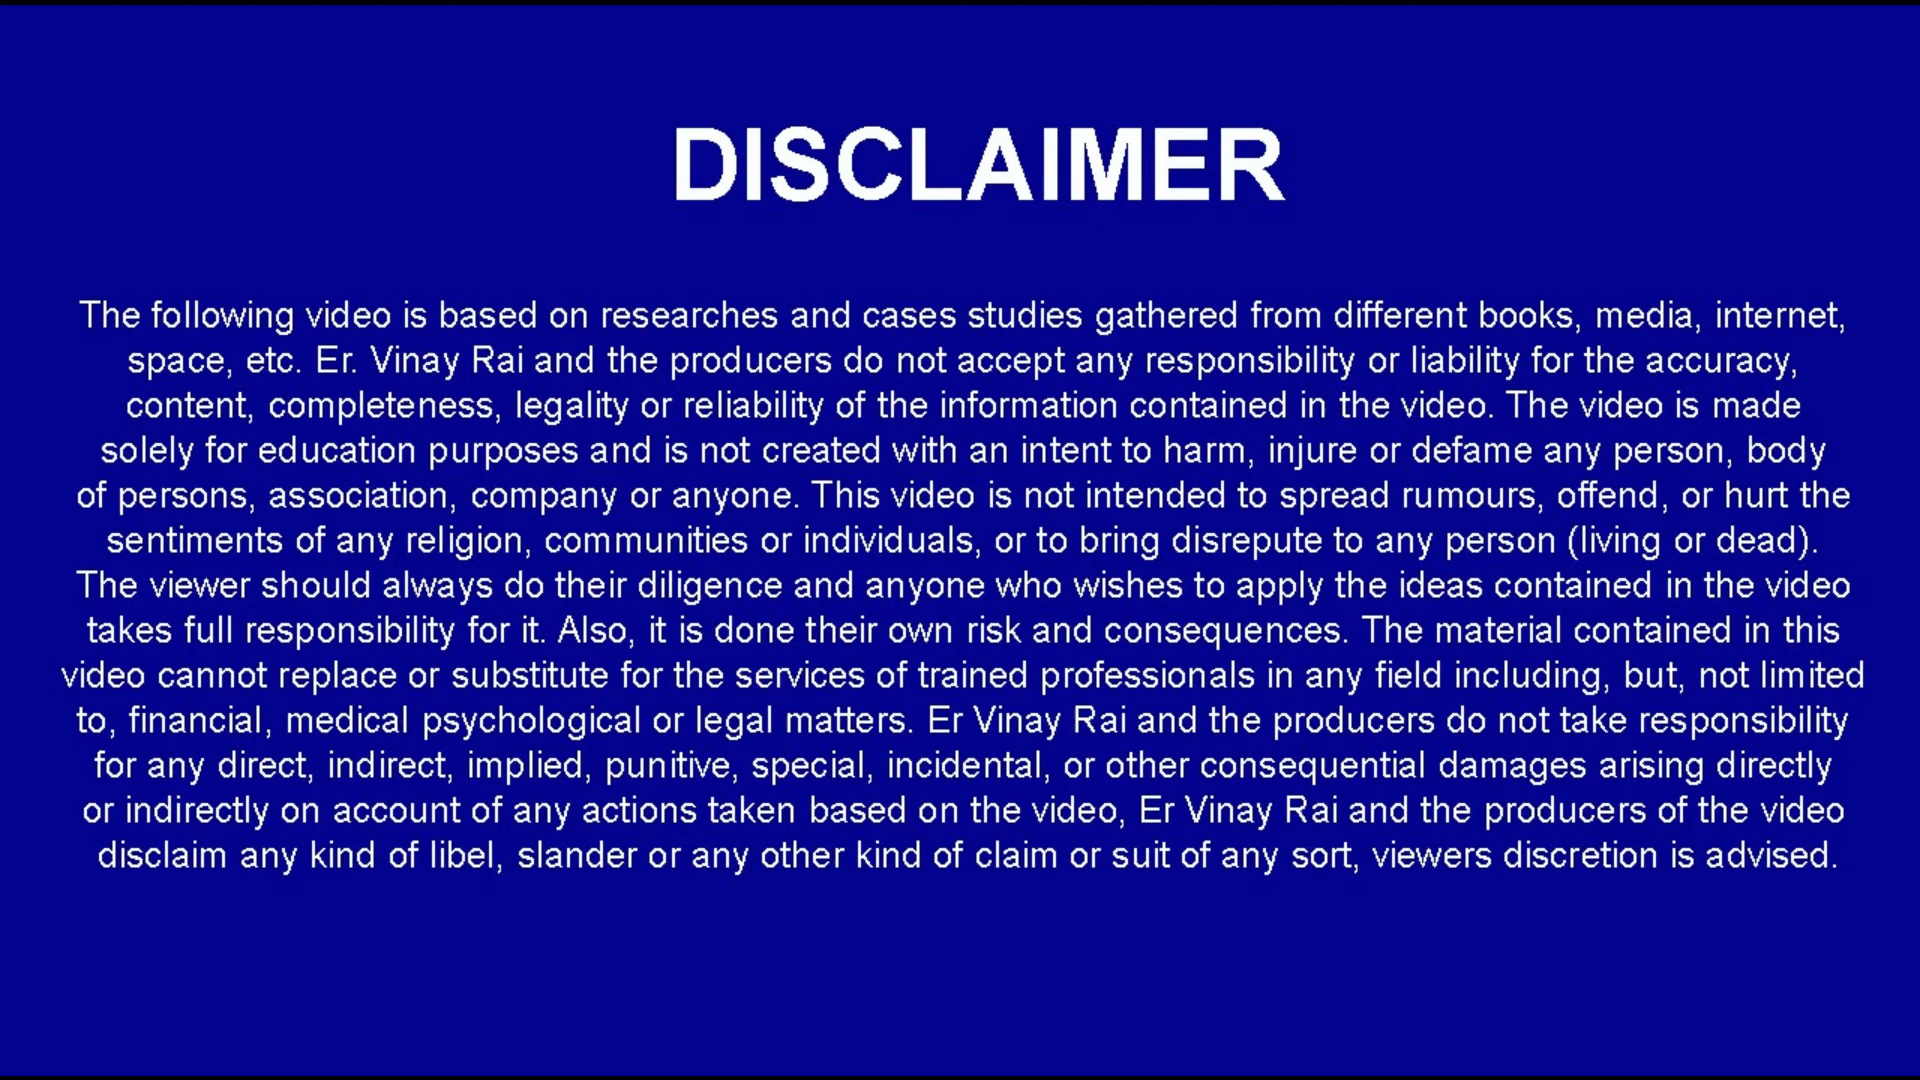 DISCLAIMER
The following video is based on researches and cases studies gathered from different books, media, internet,
space, etc. Er. Vinay Rai and the producers do not accept any responsibility or liability for the accuracy,
content, completeness, legality or reliability of the information contained in the video. The video is made
solely for education purposes and is not created with an intent to harm, injure or defame any person, body
of persons, association, company or anyone. This video is not intended to spread rumours, offend, or hurt the
sentiments of any religion, communities or individuals, or to bring disrepute to any person (living or dead).
The viewer should always do their diligence and anyone who wishes to apply the ideas contained in the video
takes full responsibility for it. Also, it is done their own risk and consequences. The material contained in this
video cannot replace or substitute for the services of trained professionals in any field including, but, not limited
to, financial, medical psychological or legal matters. Er Vinay Rai and the producers do not take responsibility
for any direct, indirect, implied, punitive, special, incidental, or other consequential damages arising directly
or indirectly on account of any actions taken based on the video, Er Vinay Rai and the producers of the video
disclaim any kind of libel, slander or any other kind of claim or suit of any sort, viewers discretion is advised.